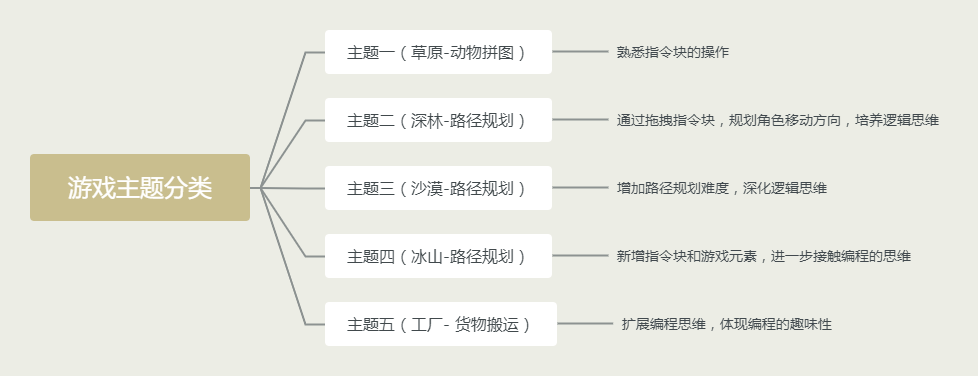 游戏主题分类
主题一（草原-动物拼图）
熟悉指令块的操作
主题二（深林-路径规划）
通过拖拽指令块，规划角色移动方向，培养逻辑思维
主题三（沙漠-路径规划）
增加路径规划难度，深化逻辑思维
主题四（冰山-路径规划）
新增指令块和游戏元素，进一步接触编程的思维
主题五（工厂- 货物搬运）
扩展编程思维，体现编程的趣味性